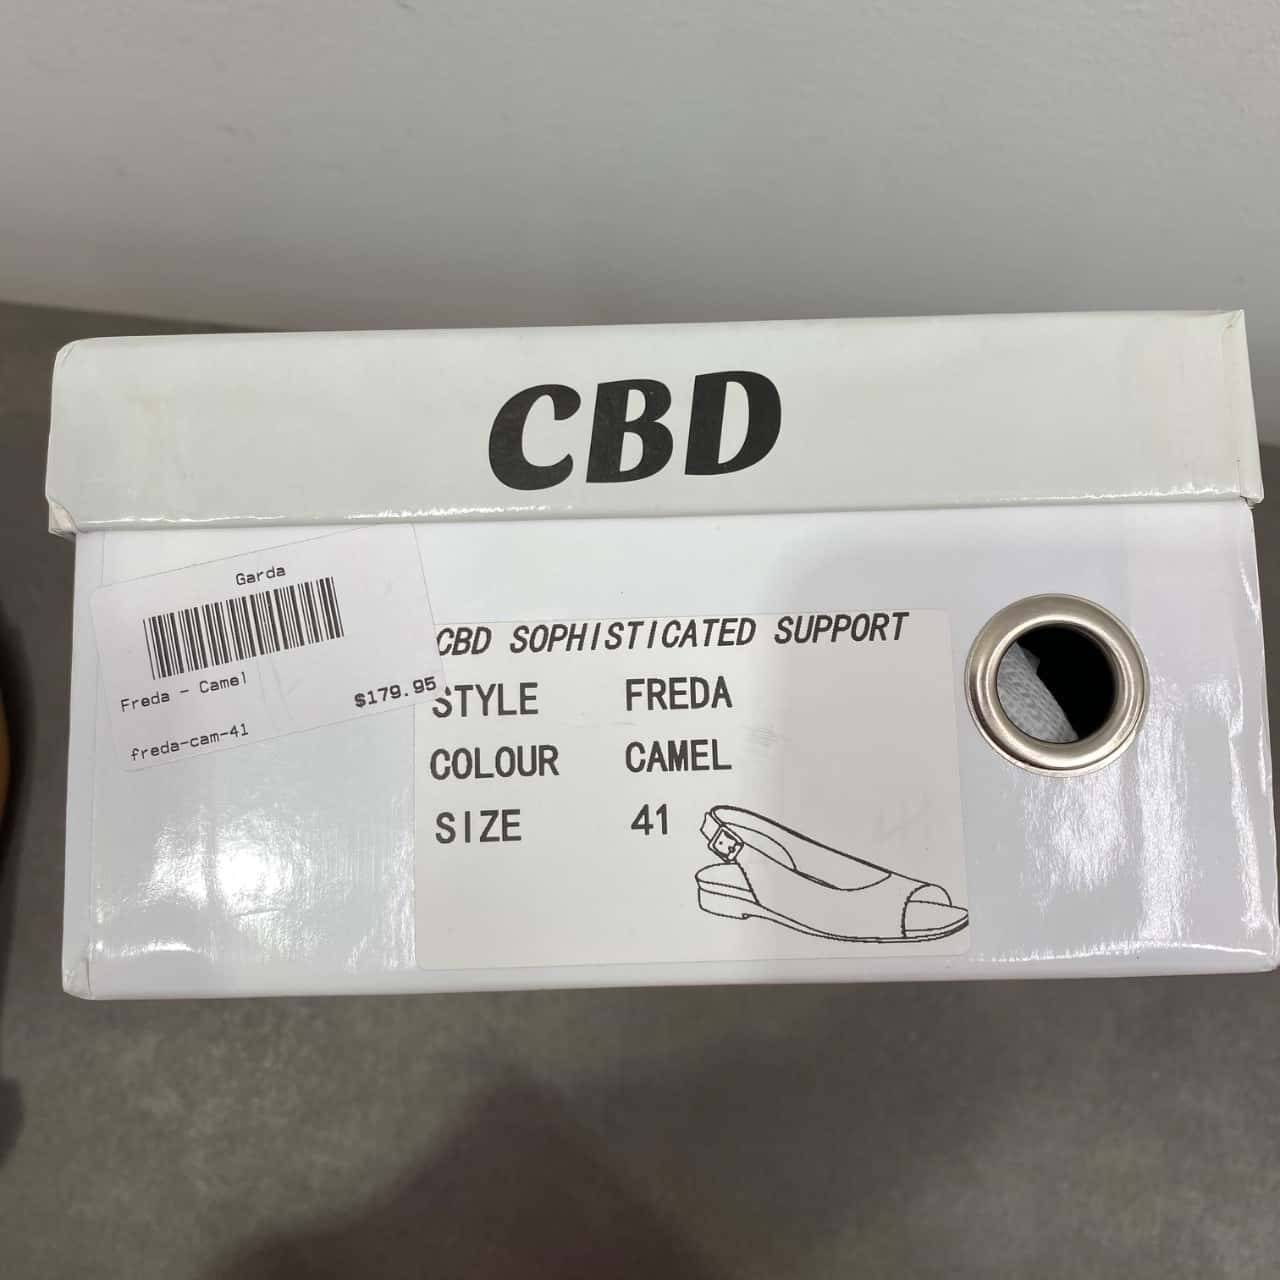 CBD
Garda
Freda - Camel
$179.95
freda-cam-41
CBD SOPHISTICATED SUPPORT
STYLE FREDA
COLOUR CAMEL
SIZE 41